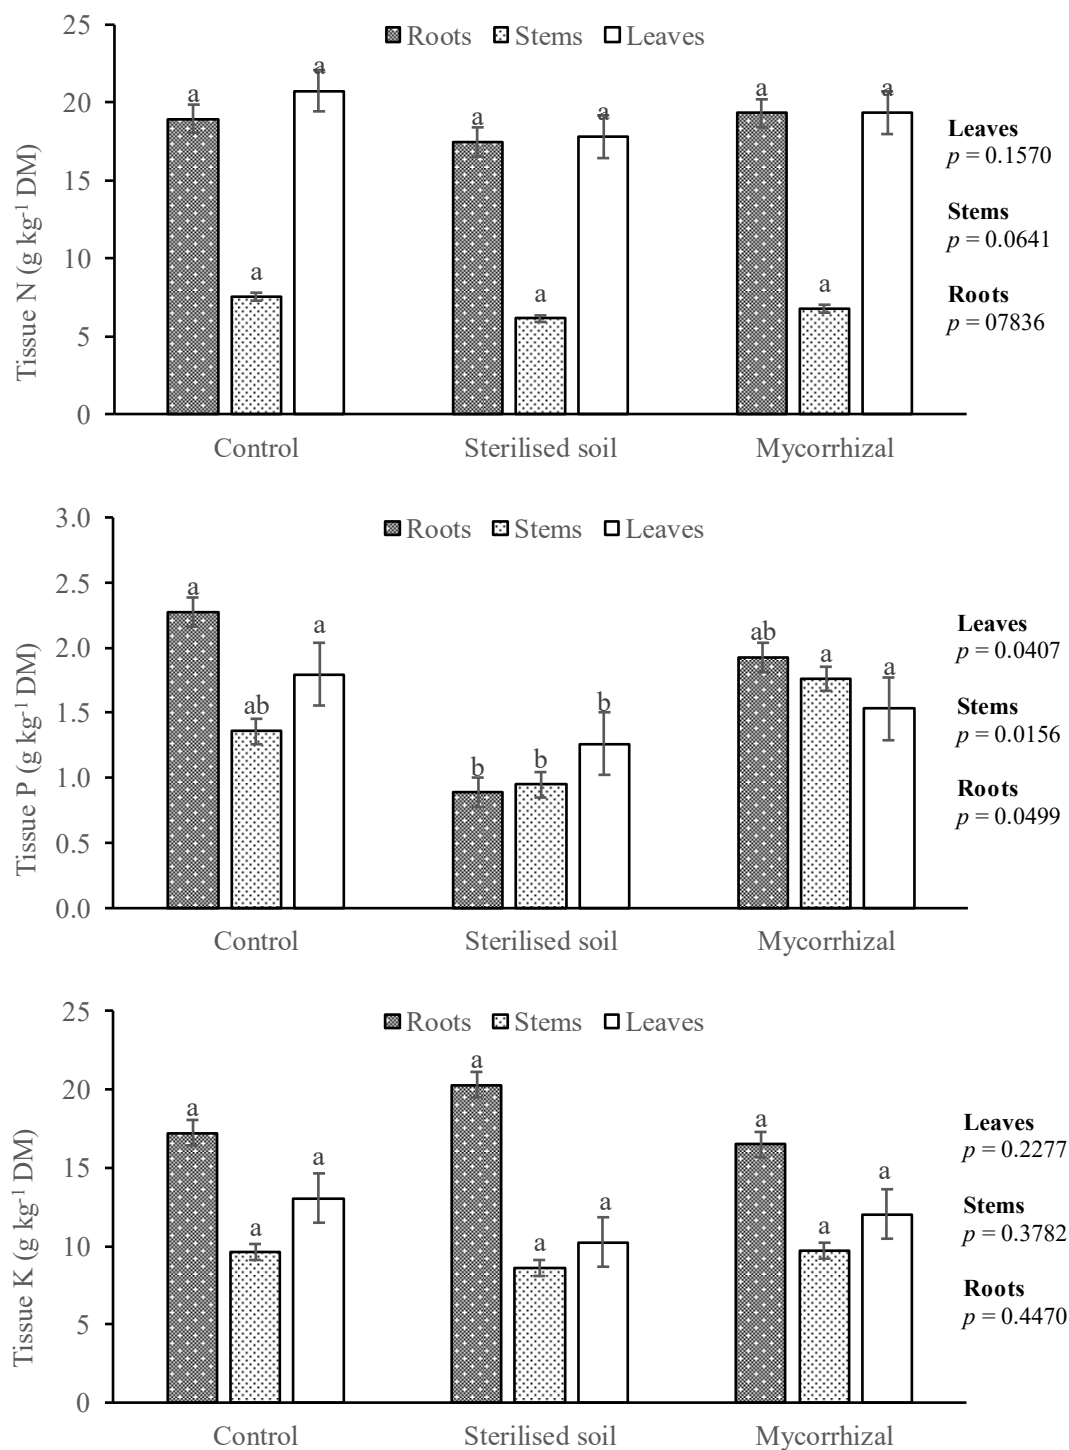 25
Roots Stems Leaves
a a a a a a a a a
20
15
10
5
0
Tissue N (g kg-1 DM)
Control Sterilised soil Mycorrhizal
Leaves
p = 0.1570
Stems
p = 0.0641
Roots
p = 07836
3.0
Roots Stems Leaves
2.5
2.0
1.5
1.0
0.5
0.0
Tissue P (g kg-1 DM)
a ab a b b b ab a a
Control Sterilised soil Mycorrhizal
Leaves
p = 0.0407
Stems
p = 0.0156
Roots
p = 0.0499
25
Roots Stems Leaves
20
15
10
5
0
Tissue K (g kg-1 DM)
a a a a a a a a a
Control Sterilised soil Mycorrhizal
Leaves
p = 0.2277
Stems
p = 0.3782
Roots
p = 0.4470